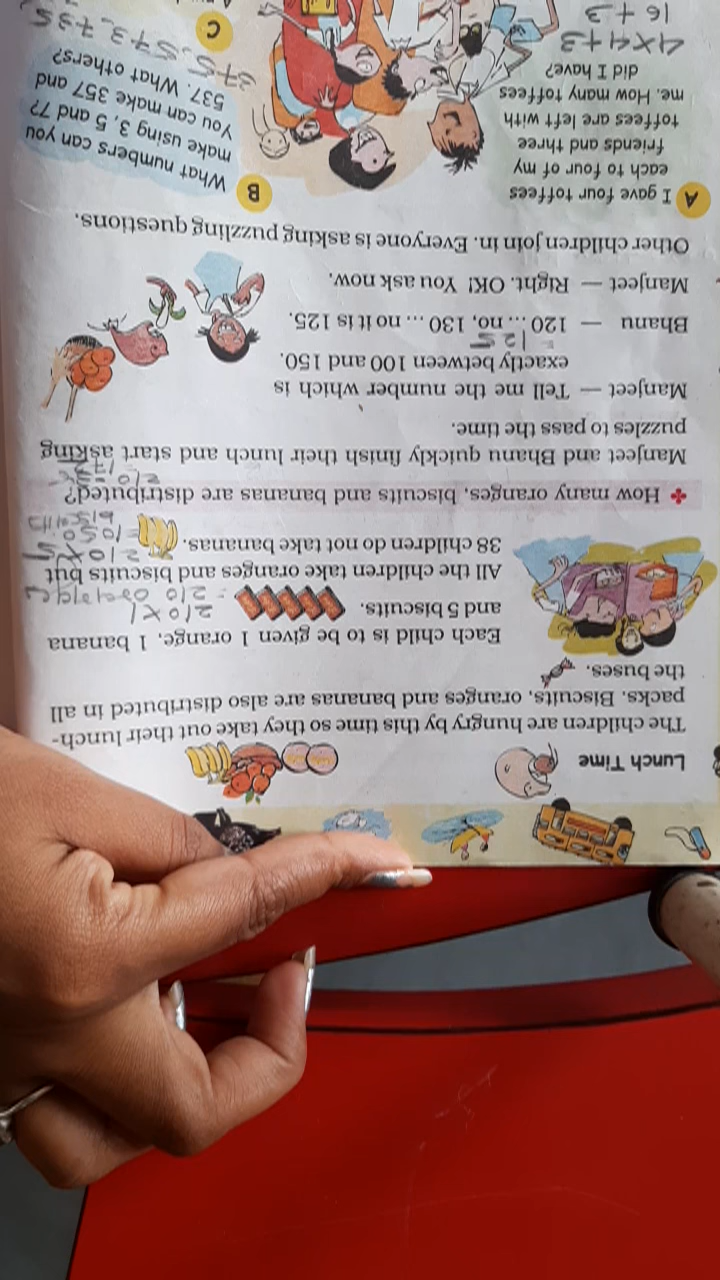 Lunch Time
The children are hungry by this time so they take out their lunch-
packs. Biscuits, oranges and bananas are also distributed in all
the buses.
Each child is to be given 1 orange, 1 banana
and 5 biscuits.
210 X 1
= 210
All the children take oranges and biscuits but
38 children do not take bananas.
210 X 5
= 1050
❖ How many oranges, biscuits and bananas are distributed?
Manjeet and Bhanu quickly finish their lunch and start asking
puzzles to pass the time.
Manjeet — Tell me the number which is
exactly between 100 and 150.
= 125
Bhanu — 120 ... no, 130 ... no it is 125.
Manjeet — Right. OK! You ask now.
Other children join in. Everyone is asking puzzling questions.
A I gave four toffees
each to four of my
friends and three
toffees are left with
me. How many toffees
did I have?
4×4+3
16+3
B What numbers can you
make using 3, 5 and 7?
You can make 357 and
537. What others?
375, 573, 735
C